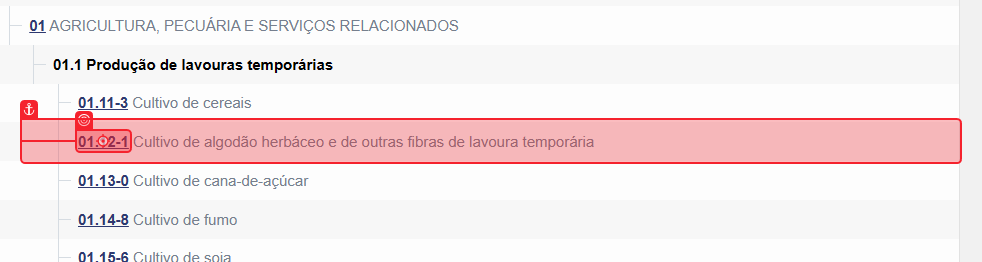 01 AGRICULTURA, PECUÁRIA E SERVIÇOS RELACIONADOS
01.1 Produção de lavouras temporárias
01.11-3 Cultivo de cereais
01.12-1 Cultivo de algodão herbáceo e de outras fibras de lavoura temporária
01.13-0 Cultivo de cana-de-açúcar
01.14-8 Cultivo de fumo
01.15-6 Cultivo de soja